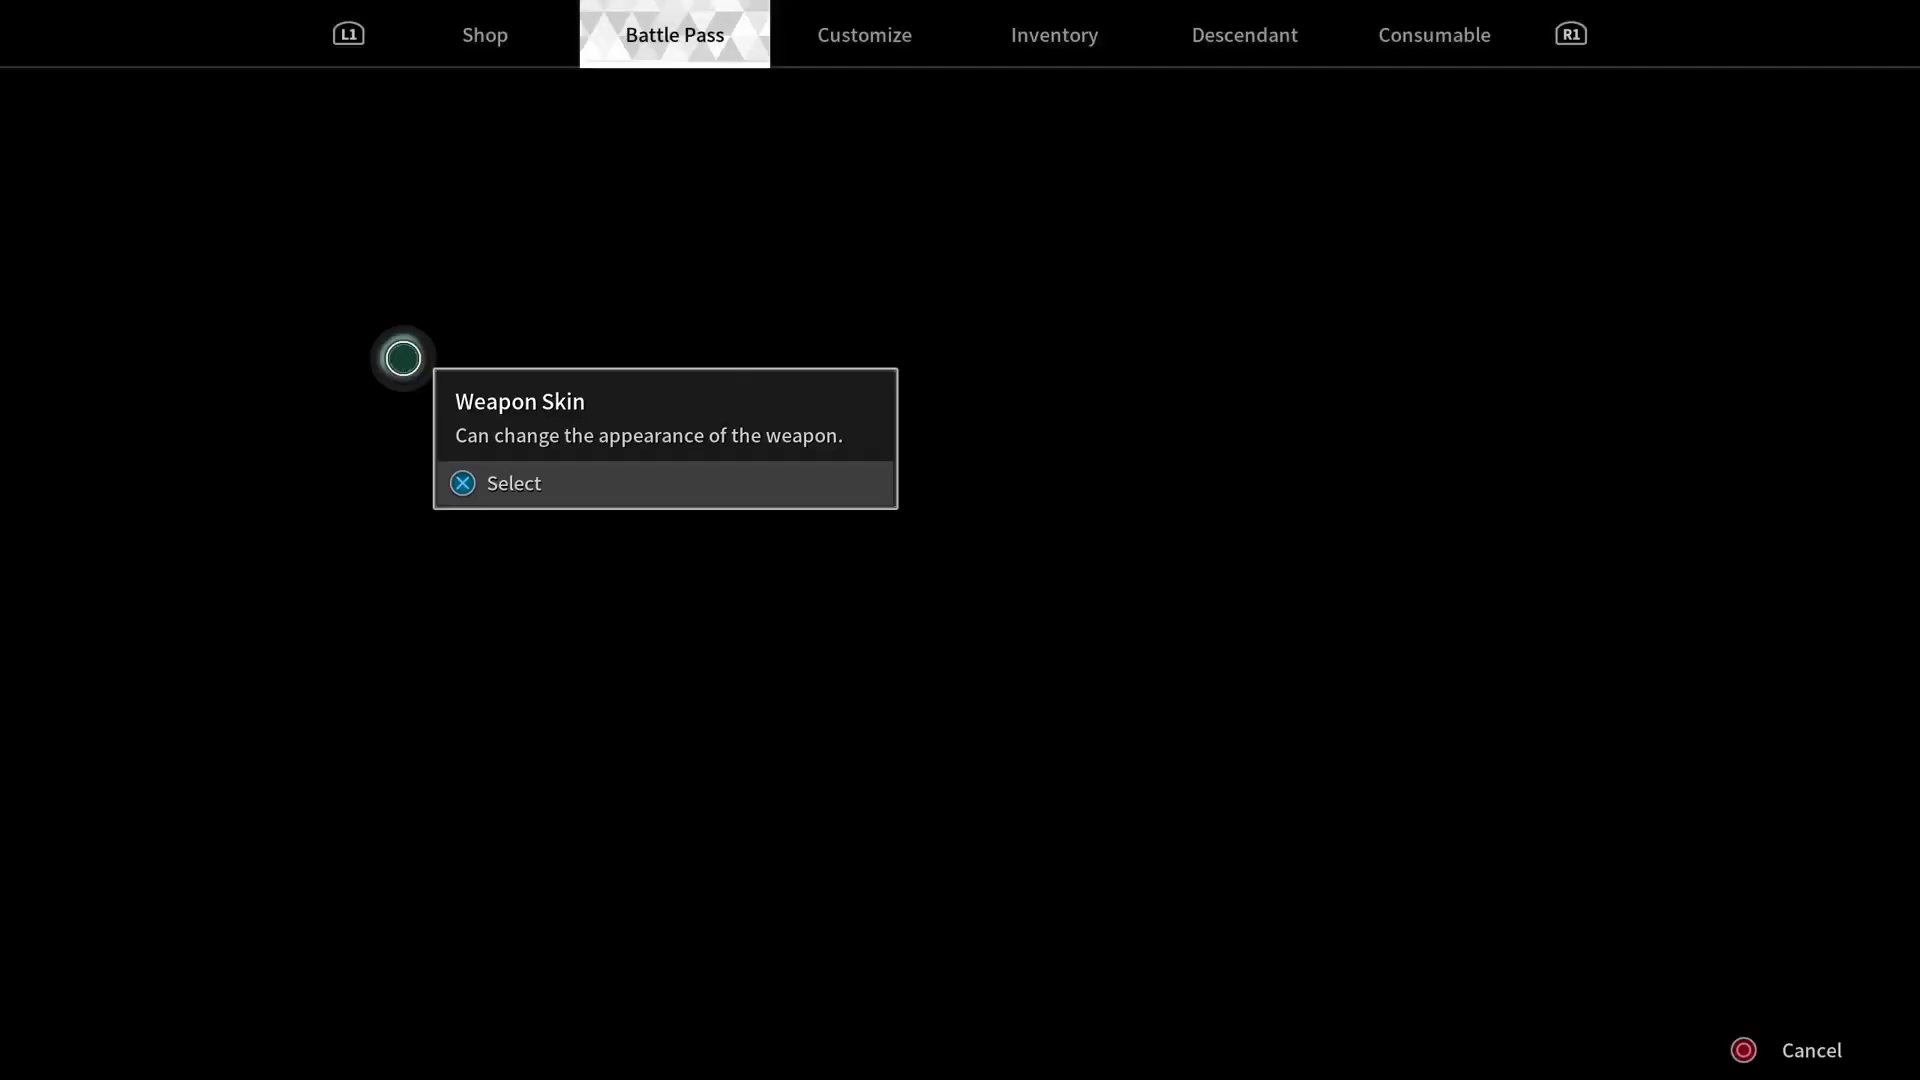 L1 Shop Battle Pass Customize Inventory Descendant Consumable R1
Weapon Skin
Can change the appearance of the weapon.
Select
Cancel